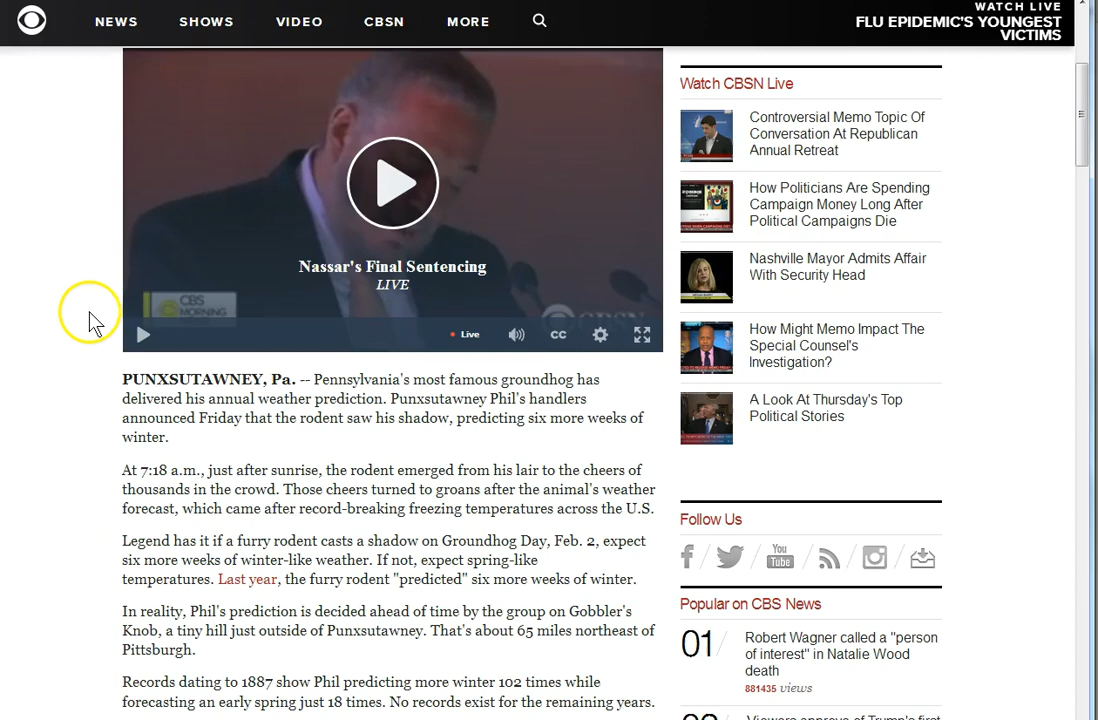 NEWS SHOWS VIDEO CBSN MORE
WATCH LIVE
FLU EPIDEMIC'S YOUNGEST
VICTIMS
Nassar's Final Sentencing
LIVE
CBS
MORNING
CBSN
Live
CC
PUNXSUTAWNEY, Pa. -- Pennsylvania's most famous groundhog has
delivered his annual weather prediction. Punxsutawney Phil's handlers
announced Friday that the rodent saw his shadow, predicting six more weeks of
winter.
At 7:18 a.m., just after sunrise, the rodent emerged from his lair to the cheers of
thousands in the crowd. Those cheers turned to groans after the animal's weather
forecast, which came after record-breaking freezing temperatures across the U.S.
Legend has it if a furry rodent casts a shadow on Groundhog Day, Feb. 2, expect
six more weeks of winter-like weather. If not, expect spring-like
temperatures. Last year, the furry rodent "predicted" six more weeks of winter.
In reality, Phil's prediction is decided ahead of time by the group on Gobbler's
Knob, a tiny hill just outside of Punxsutawney. That's about 65 miles northeast of
Pittsburgh.
Records dating to 1887 show Phil predicting more winter 102 times while
forecasting an early spring just 18 times. No records exist for the remaining years.
Watch CBSN Live
Controversial Memo Topic Of
Conversation At Republican
Annual Retreat
How Politicians Are Spending
Campaign Money Long After
Political Campaigns Die
Nashville Mayor Admits Affair
With Security Head
How Might Memo Impact The
Special Counsel's
Investigation?
A Look At Thursday's Top
Political Stories
Follow Us
You
Tube
Popular on CBS News
01
Robert Wagner called a "person
of interest" in Natalie Wood
death
881435 views
Viewers approve of Trump's first